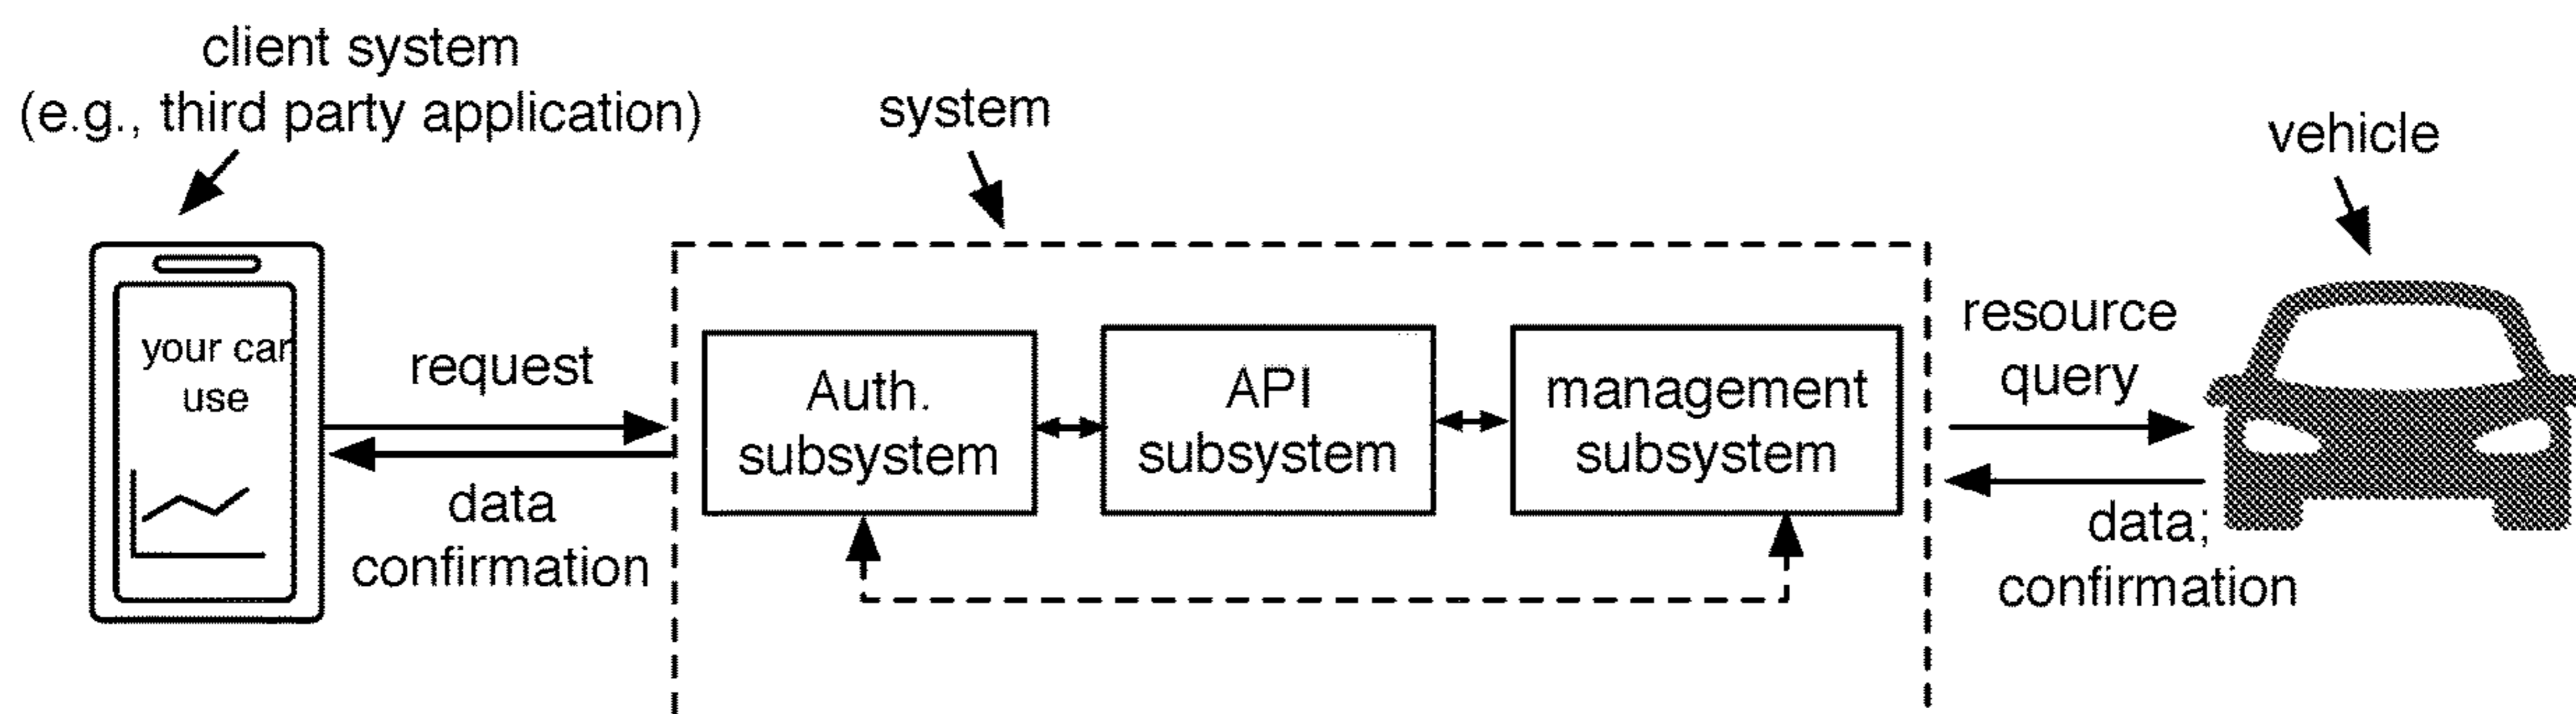 client system
(e.g., third party application)
system
vehicle
your car
use
request
data
confirmation
Auth.
subsystem
API
subsystem
management
subsystem
resource
query
data;
confirmation